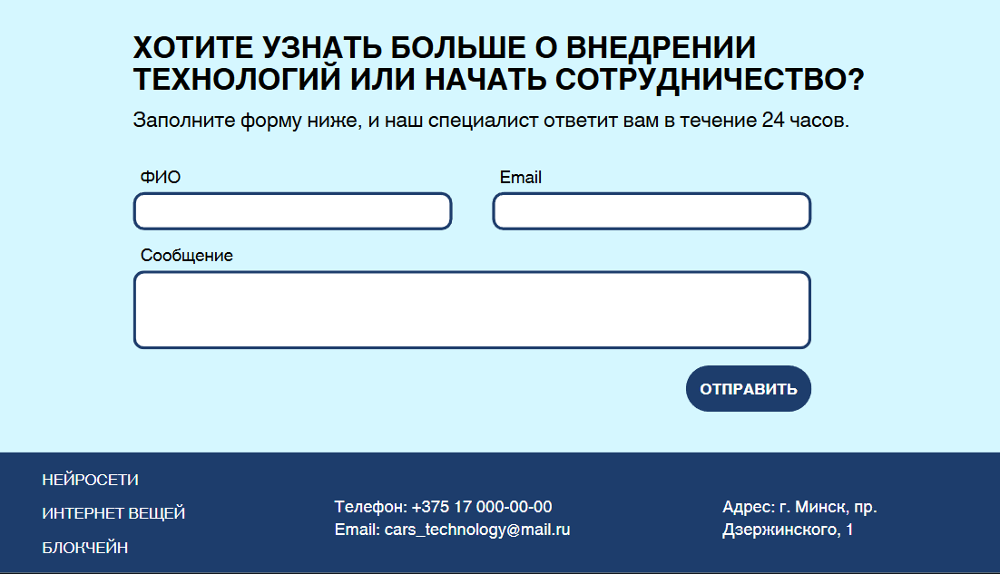 ХОТИТЕ УЗНАТЬ БОЛЬШЕ О ВНЕДРЕНИИ
ТЕХНОЛОГИЙ ИЛИ НАЧАТЬ СОТРУДНИЧЕСТВО?
Заполните форму ниже, и наш специалист ответит вам в течение 24 часов.
ФИО
Email
Сообщение
ОТПРАВИТЬ
НЕЙРОСЕТИ
ИНТЕРНЕТ ВЕЩЕЙ
БЛОКЧЕЙН
Телефон: +375 17 000-00-00
Email: cars_technology@mail.ru
Адрес: г. Минск, пр.
Дзержинского, 1